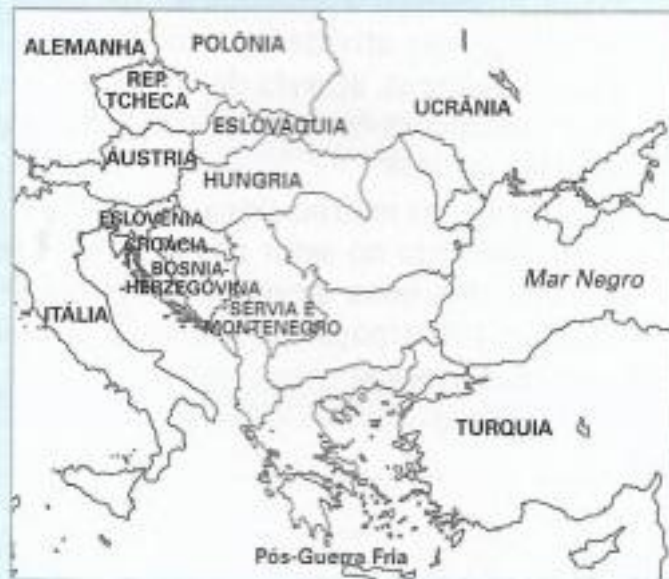 ALEMANHA
POLÔNIA
REP.
TCHECA
UCRÂNIA
ESLOVÁQUIA
ÁUSTRIA
HUNGRIA
ESLOVÊNIA
CROÁCIA
BÓSNIA-
HERZEGÓVINA
Mar Negro
ITÁLIA
SÉRVIA E
MONTENEGRO
TURQUIA
Pós-Guerra Fria